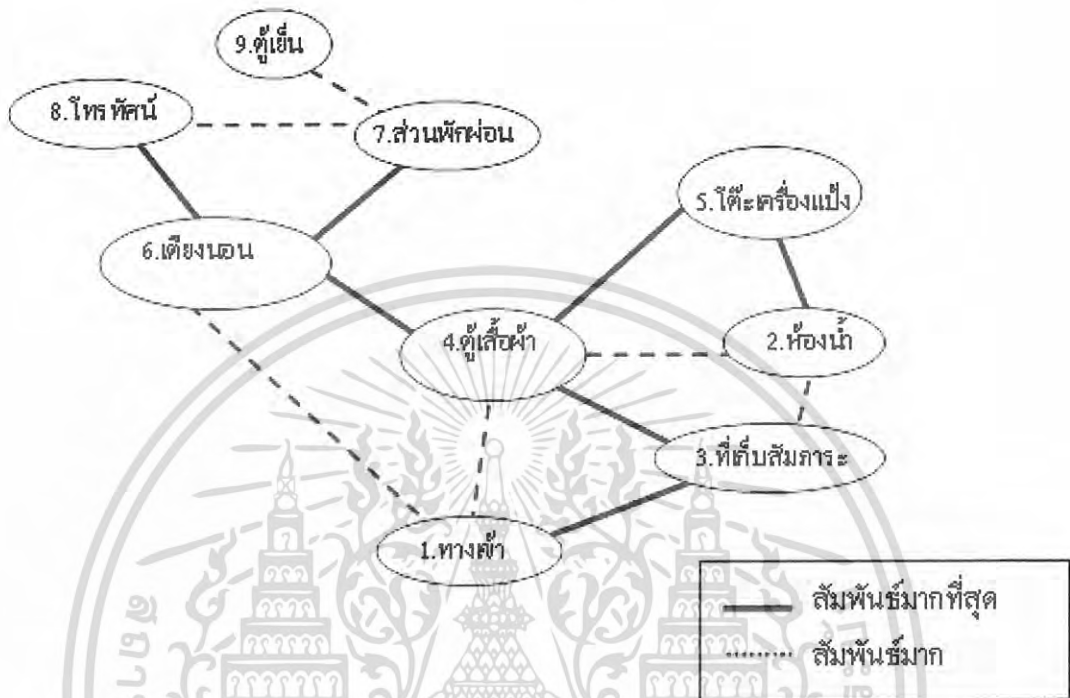 9.ตู้เย็น
8.โทรทัศน์
7.ส่วนพักผ่อน
5.โต๊ะเครื่องแป้ง
6.เตียงนอน
4.ตู้เสื้อผ้า
2.ห้องน้ำ
3.ที่เก็บสัมภาระ
1.ทางเข้า
สัมพันธ์มากที่สุด
สัมพันธ์มาก